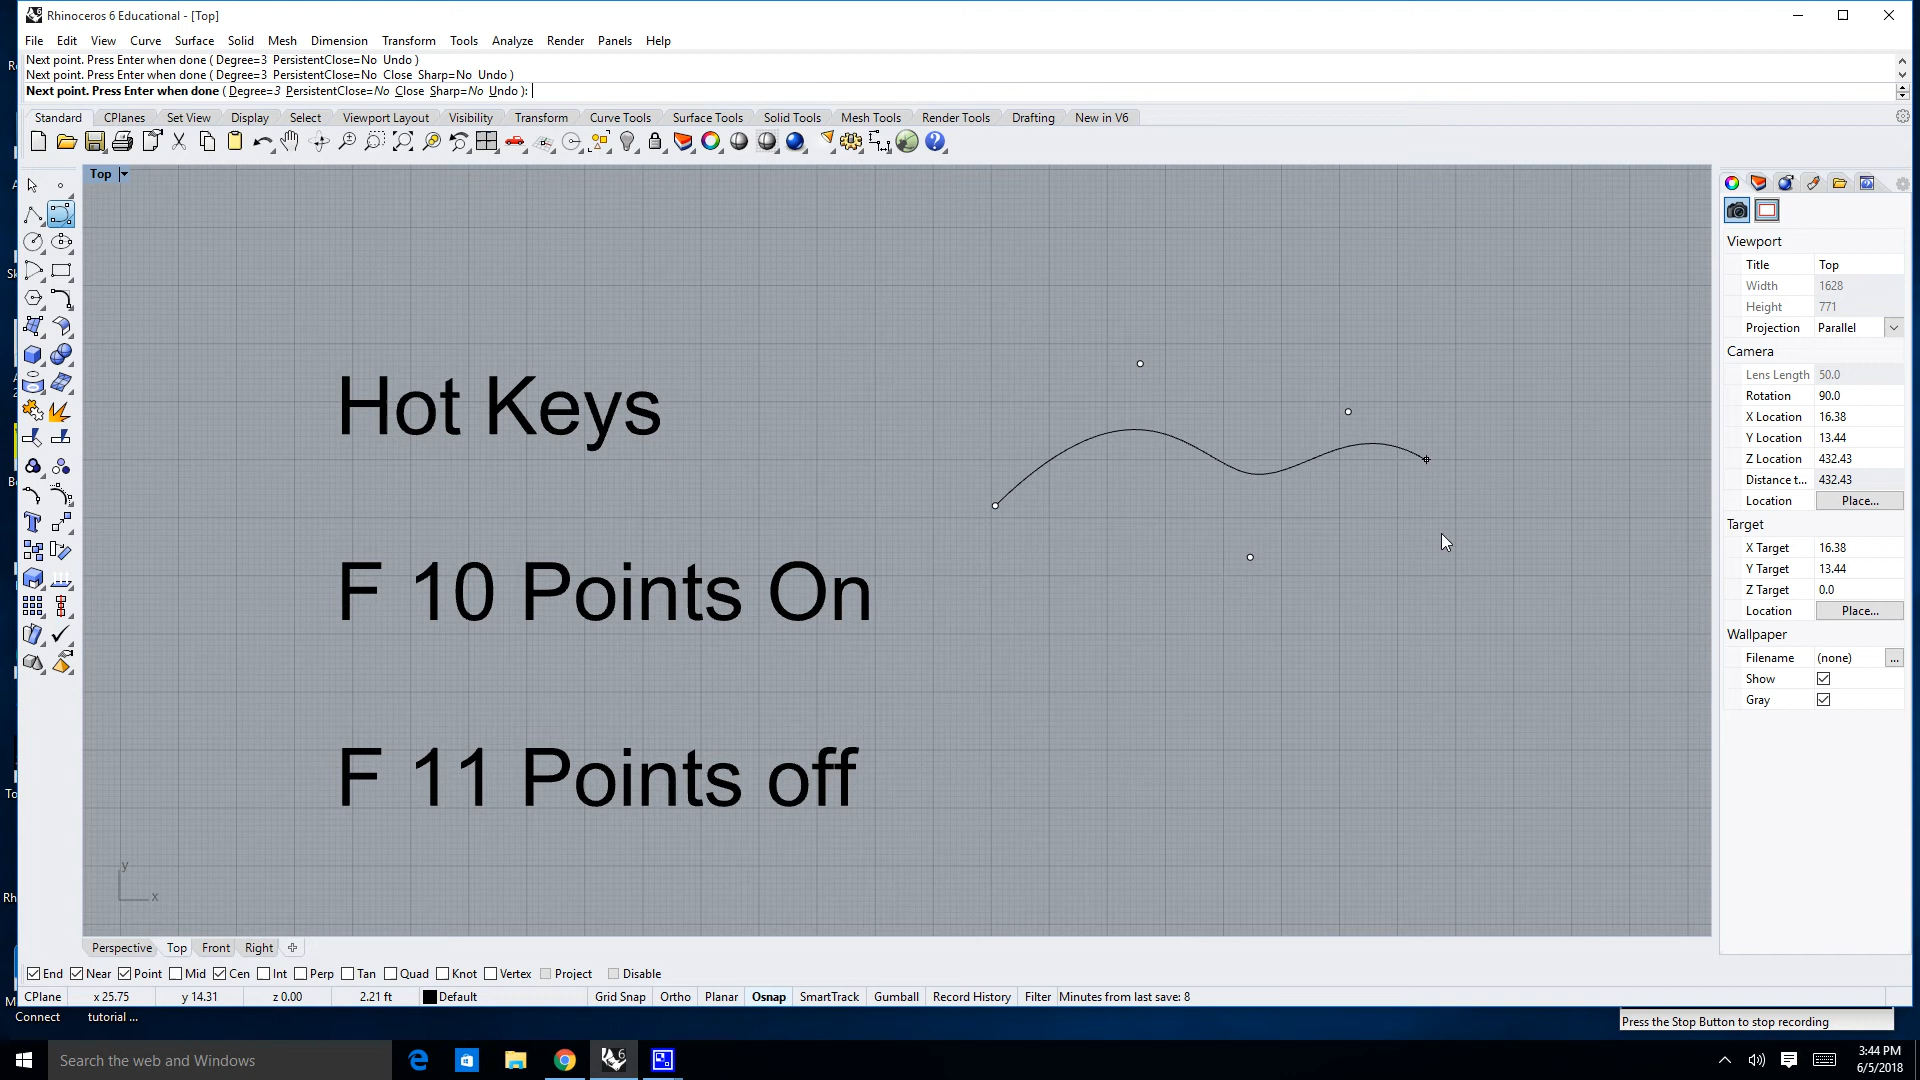 Rhinoceros 6 Educational - [Top]
File Edit View Curve Surface Solid Mesh Dimension Transform Tools Analyze Render Panels Help
Next point. Press Enter when done ( Degree=3 PersistentClose=No Undo )
Next point. Press Enter when done ( Degree=3 PersistentClose=No Close Sharp=No Undo )
Next point. Press Enter when done ( Degree=3 PersistentClose=No Close Sharp=No Undo ):
Standard CPlanes Set View Display Select Viewport Layout Visibility Transform Curve Tools Surface Tools Solid Tools Mesh Tools Render Tools Drafting New in V6
Top
Viewport
Title Top
Width 1628
Height 771
Projection Parallel
Camera
Lens Length 50.0
Rotation 90.0
X Location 16.38
Y Location 13.44
Z Location 432.43
Distance t... 432.43
Location Place...
Target
X Target 16.38
Y Target 13.44
Z Target 0.0
Location Place...
Wallpaper
Filename (none) ...
Show
Gray
Hot Keys
F 10 Points On
F 11 Points off
y
x
Perspective Top Front Right
End Near Point Mid Cen Int Perp Tan Quad Knot Vertex Project Disable
CPlane x 25.75 y 14.31 z 0.00 2.21 ft Default Grid Snap Ortho Planar Osnap SmartTrack Gumball Record History Filter Minutes from last save: 8
Connect tutorial ...
Press the Stop Button to stop recording
Search the web and Windows
6
3:44 PM
6/5/2018